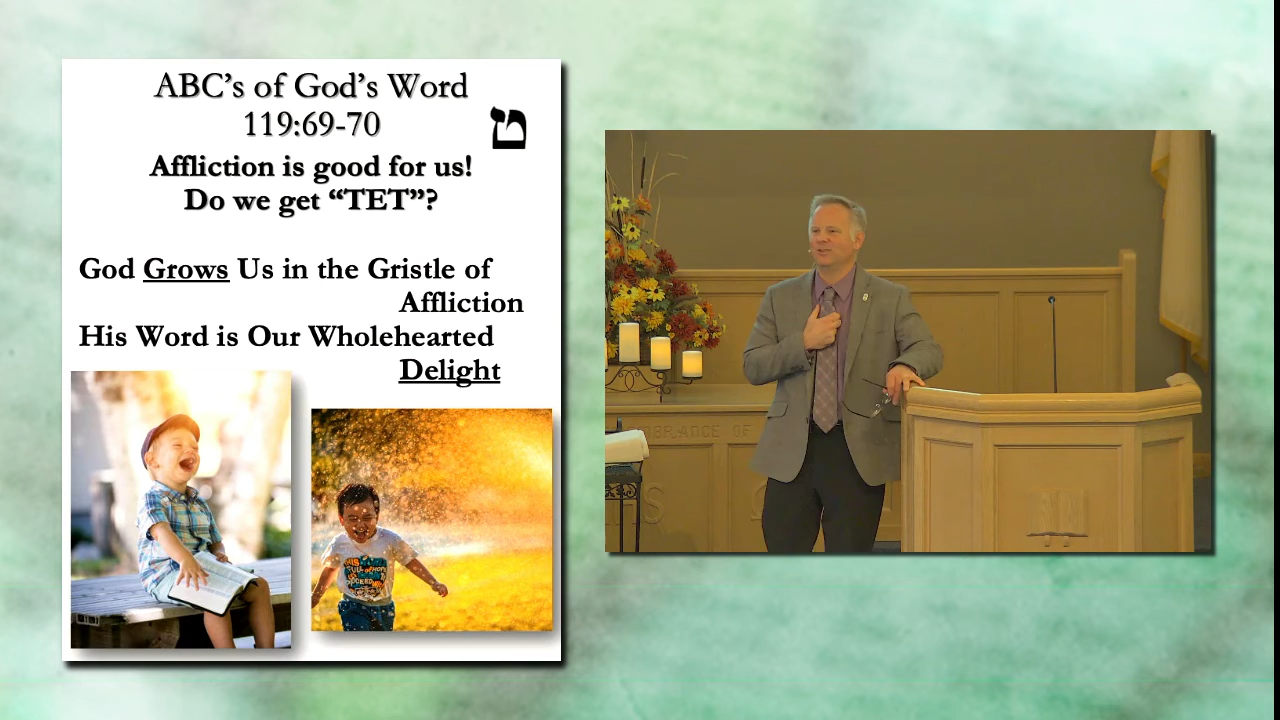 ABC’s of God’s Word
119:69-70
ט
Affliction is good for us!
Do we get “TET”?
God Grows Us in the Gristle of
Affliction
His Word is Our Wholehearted
Delight